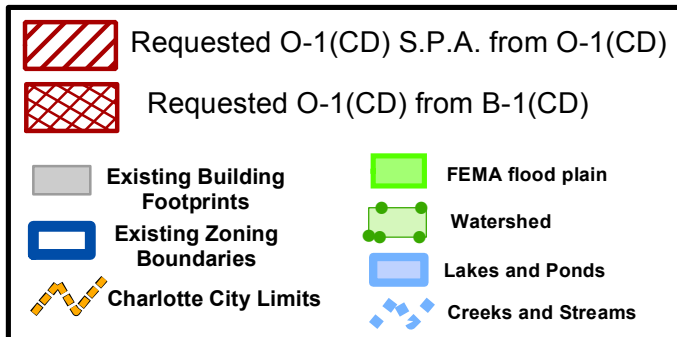 Requested O-1(CD) S.P.A. from O-1(CD)
Requested O-1(CD) from B-1(CD)
Existing Building
Footprints
Existing Zoning
Boundaries
Charlotte City Limits
FEMA flood plain
Watershed
Lakes and Ponds
Creeks and Streams